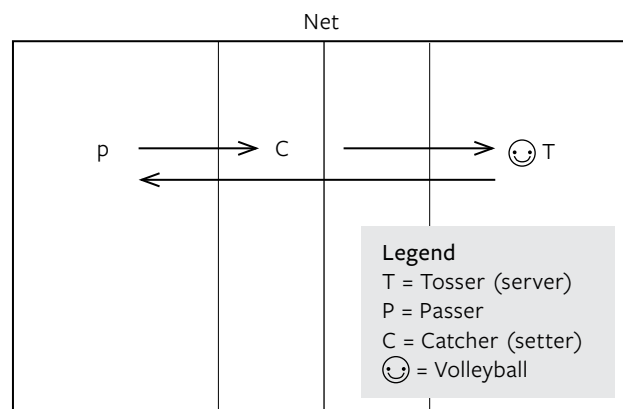 Net
p
C
T
Legend
T = Tosser (server)
P = Passer
C = Catcher (setter)
= Volleyball